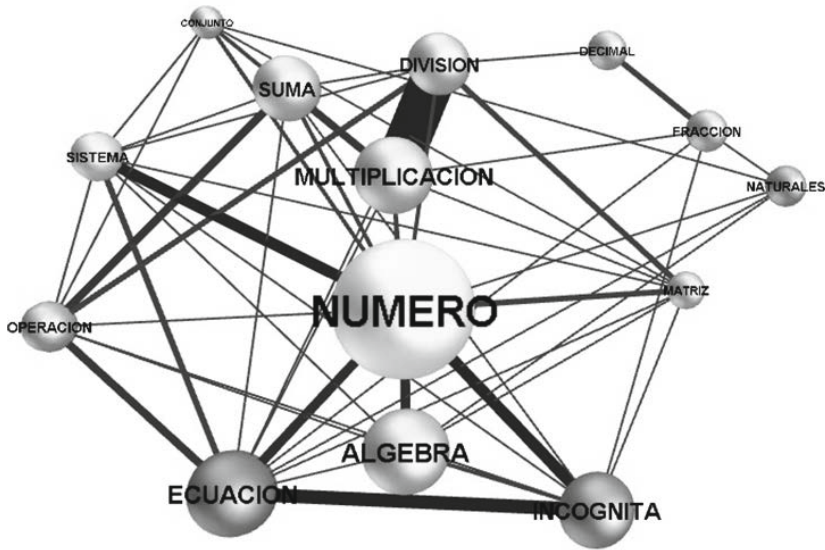 CONJUNTO
DIVISION
DECIMAL
SUMA
FRACCION
SISTEMA
MULTIPLICACION
NATURALES
MATRIZ
NUMERO
OPERACION
ALGEBRA
ECUACION
INCOGNITA